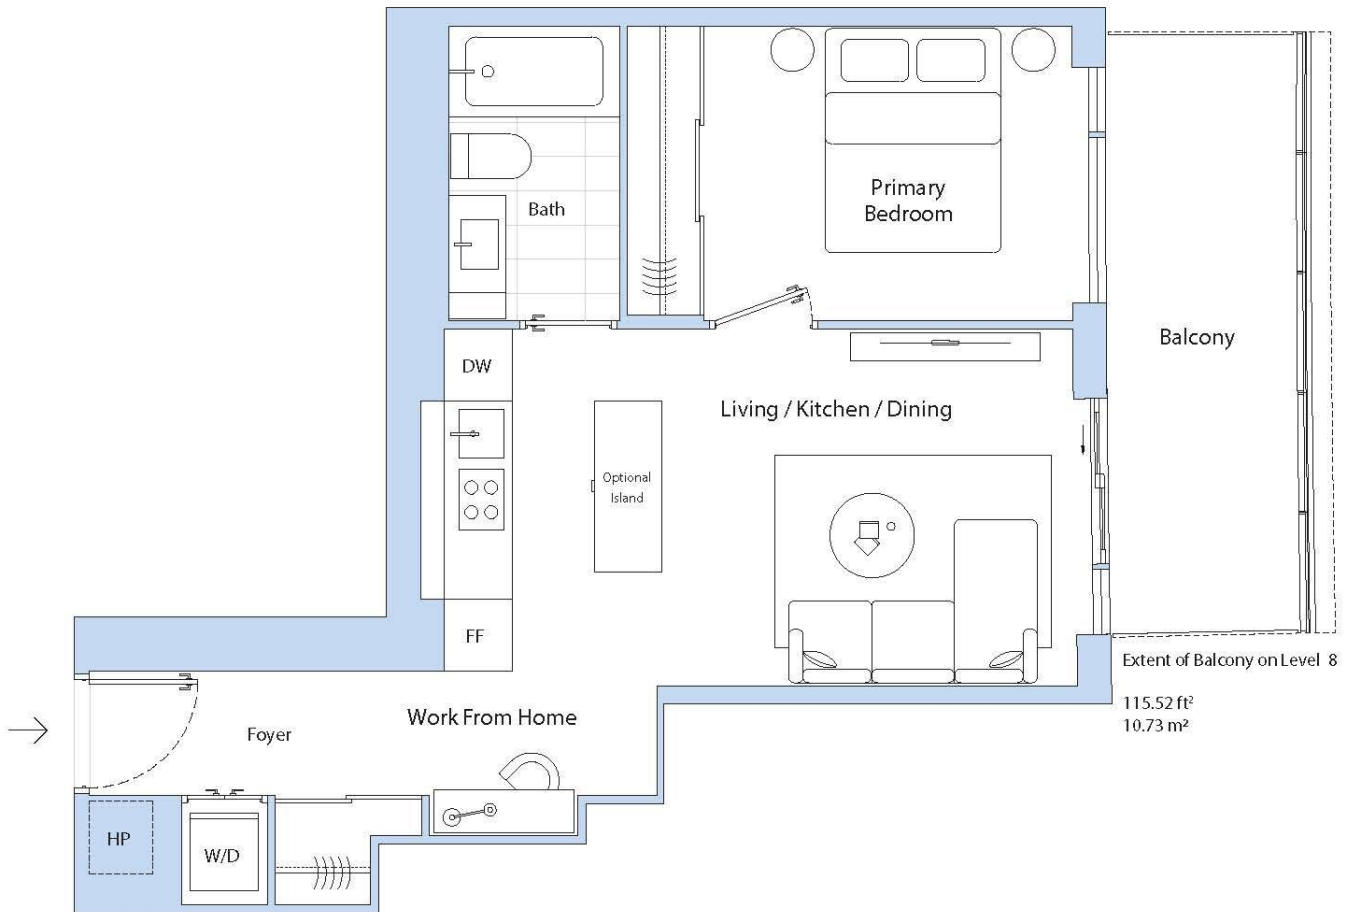 Bath
Primary
Bedroom
Balcony
DW
Living / Kitchen / Dining
Optional
Island
FF
Extent of Balcony on Level 8
115.52 ft²
10.73 m²
Work From Home
Foyer
HP
W/D